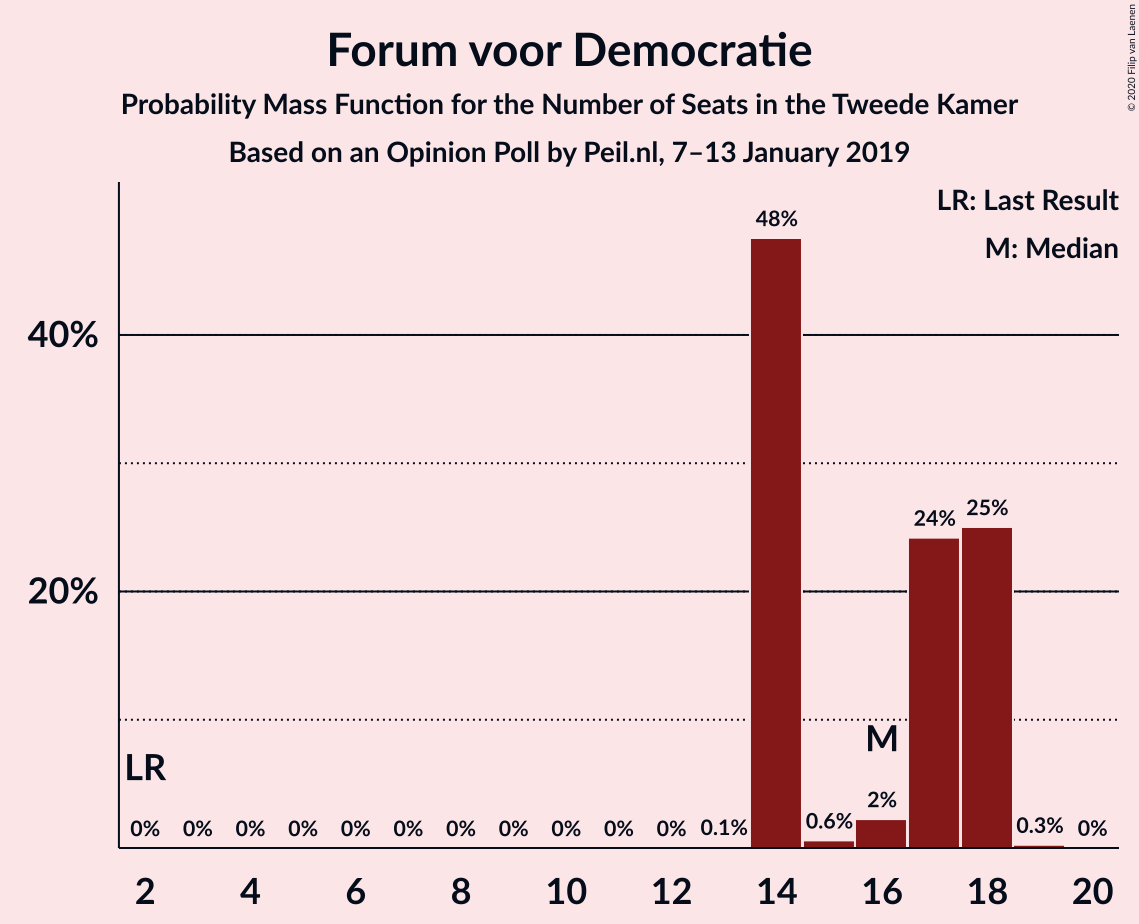 Forum voor Democratie
Probability Mass Function for the Number of Seats in the Tweede Kamer
Based on an Opinion Poll by Peil.nl, 7–13 January 2019
© 2020 Filip van Laenen
LR: Last Result
M: Median
48%
40%
25%
24%
20%
M
LR
2%
0% 0% 0% 0% 0% 0% 0% 0% 0% 0% 0% 0.1% 0.6% 0.3% 0%
2 4 6 8 10 12 14 16 18 20